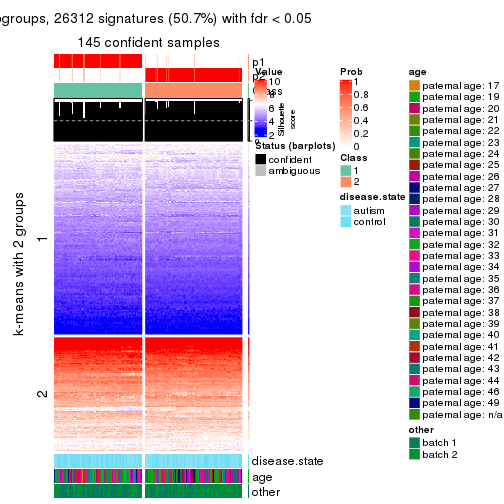 ogroups, 26312 signatures (50.7%) with fdr < 0.05
145 confident samples
p1
p2
Class
1
2
k-means with 2 groups
disease.state
age
other
Value
10
8
6
4
2
Silhouette
score
Status (barplots)
confident
ambiguous
Prob
1
0.8
0.6
0.4
0.2
0
Class
1
2
disease.state
autism
control
age
paternal age: 17
paternal age: 19
paternal age: 20
paternal age: 21
paternal age: 22
paternal age: 23
paternal age: 24
paternal age: 25
paternal age: 26
paternal age: 27
paternal age: 28
paternal age: 29
paternal age: 30
paternal age: 31
paternal age: 32
paternal age: 33
paternal age: 34
paternal age: 35
paternal age: 36
paternal age: 37
paternal age: 38
paternal age: 39
paternal age: 40
paternal age: 41
paternal age: 42
paternal age: 43
paternal age: 44
paternal age: 46
paternal age: 49
paternal age: n/a
other
batch 1
batch 2